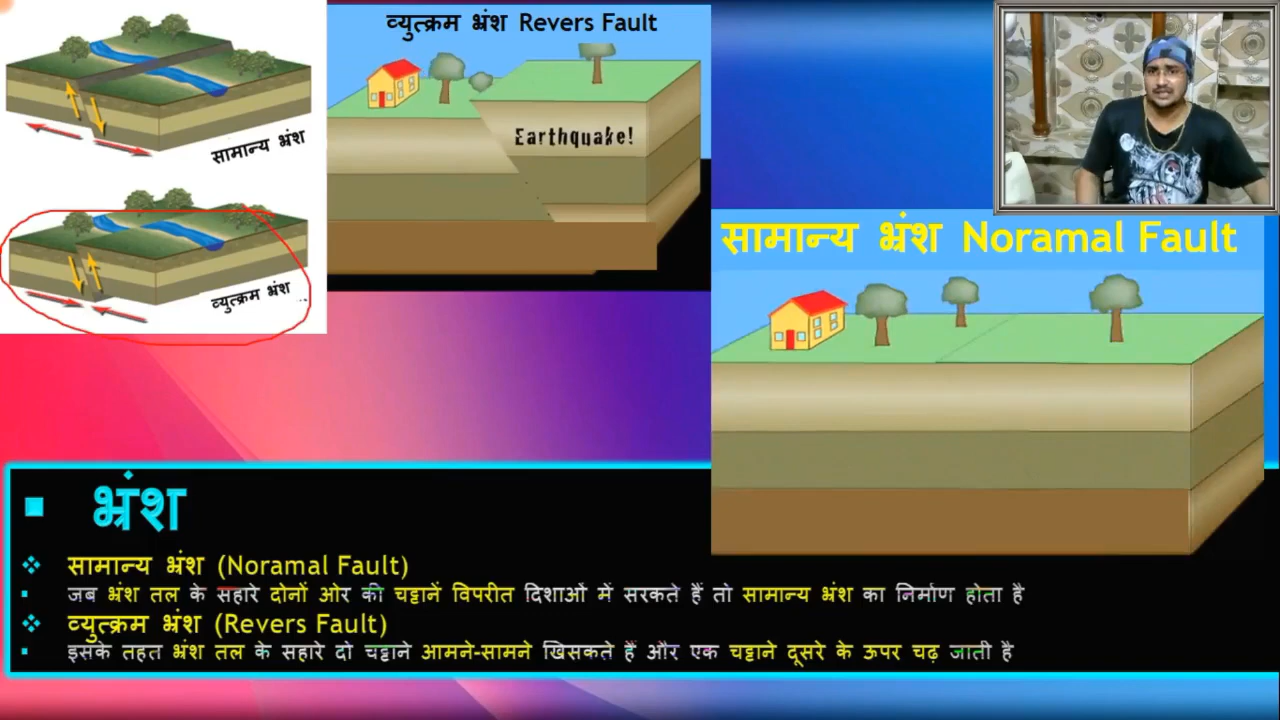 सामान्य भ्रंश
व्युत्क्रम भ्रंश
व्युत्क्रम भ्रंश Revers Fault
Earthquake!
सामान्य भ्रंश Noramal Fault
भ्रंश
सामान्य भ्रंश (Noramal Fault)
जब भ्रंश तल के सहारे दोनों ओर की चट्टानें विपरीत दिशाओं में सरकते हैं तो सामान्य भ्रंश का निर्माण होता है
व्युत्क्रम भ्रंश (Revers Fault)
इसके तहत भ्रंश तल के सहारे दो चट्टाने आमने-सामने खिसकते हैं और एक चट्टाने दूसरे के ऊपर चढ़ जाती है